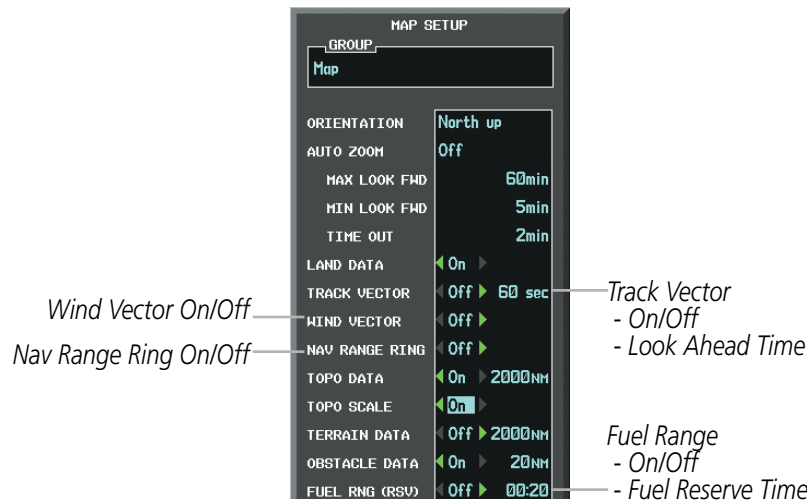 MAP SETUP
GROUP
Map
ORIENTATION North up
AUTO ZOOM Off
MAX LOOK FWD 60min
MIN LOOK FWD 5min
TIME OUT 2min
LAND DATA On
TRACK VECTOR Off 60 sec
WIND VECTOR Off
NAV RANGE RING Off
TOPO DATA On 2000NM
TOPO SCALE On
TERRAIN DATA Off 2000NM
OBSTACLE DATA On 20NM
FUEL RNG (RSV) Off 00:20
Wind Vector On/Off
Nav Range Ring On/Off
Track Vector
- On/Off
- Look Ahead Time
Fuel Range
- On/Off
- Fuel Reserve Time